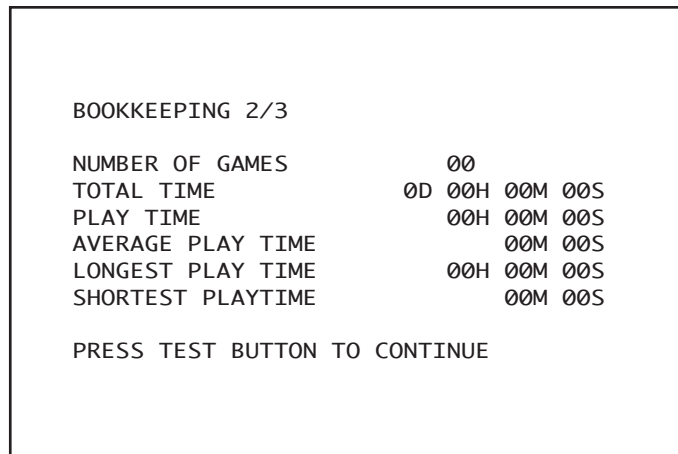 BOOKKEEPING 2/3
NUMBER OF GAMES 00
TOTAL TIME 0D 00H 00M 00S
PLAY TIME 00H 00M 00S
AVERAGE PLAY TIME 00M 00S
LONGEST PLAY TIME 00H 00M 00S
SHORTEST PLAYTIME 00M 00S
PRESS TEST BUTTON TO CONTINUE